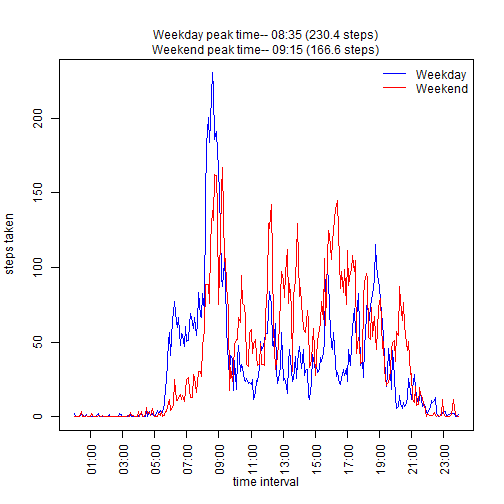 Weekday peak time-- 08:35 (230.4 steps)
Weekend peak time-- 09:15 (166.6 steps)
Weekday
Weekend
steps taken
200
150
100
50
0
01:00
03:00
05:00
07:00
09:00
11:00
13:00
15:00
17:00
19:00
21:00
23:00
time interval